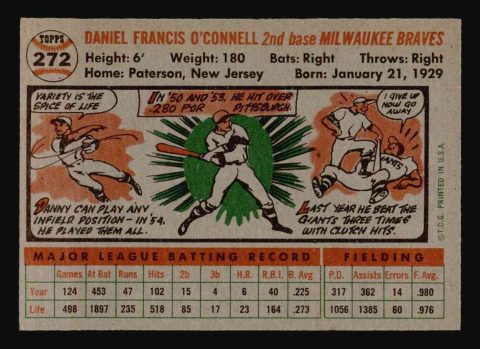 TOPPS
272
DANIEL FRANCIS O'CONNELL 2nd base MILWAUKEE BRAVES
Height: 6' Weight: 180 Bats: Right Throws: Right
Home: Paterson, New Jersey Born: January 21, 1929
VARIETY IS THE
SPICE OF LIFE
DANNY CAN PLAY ANY
INFIELD POSITION - IN '54,
HE PLAYED THEM ALL.
IN '50 AND '53, HE HIT OVER
.280 FOR PITTSBURGH.
I GIVE UP
NOW GO
AWAY
GIANTS
LAST YEAR HE BEAT THE
GIANTS THREE TIMES
WITH CLUTCH HITS.
© T.C.G. PRINTED IN U.S.A.
MAJOR LEAGUE BATTING RECORD FIELDING
Games At Bat Runs Hits 2b 3b H.R. R.B.I. B. Avg P.O. Assists Errors F. Avg
Year 124 453 47 102 15 4 6 40 .225 317 362 14 .980
Life 498 1897 235 518 85 17 23 164 .273 1056 1385 60 .976